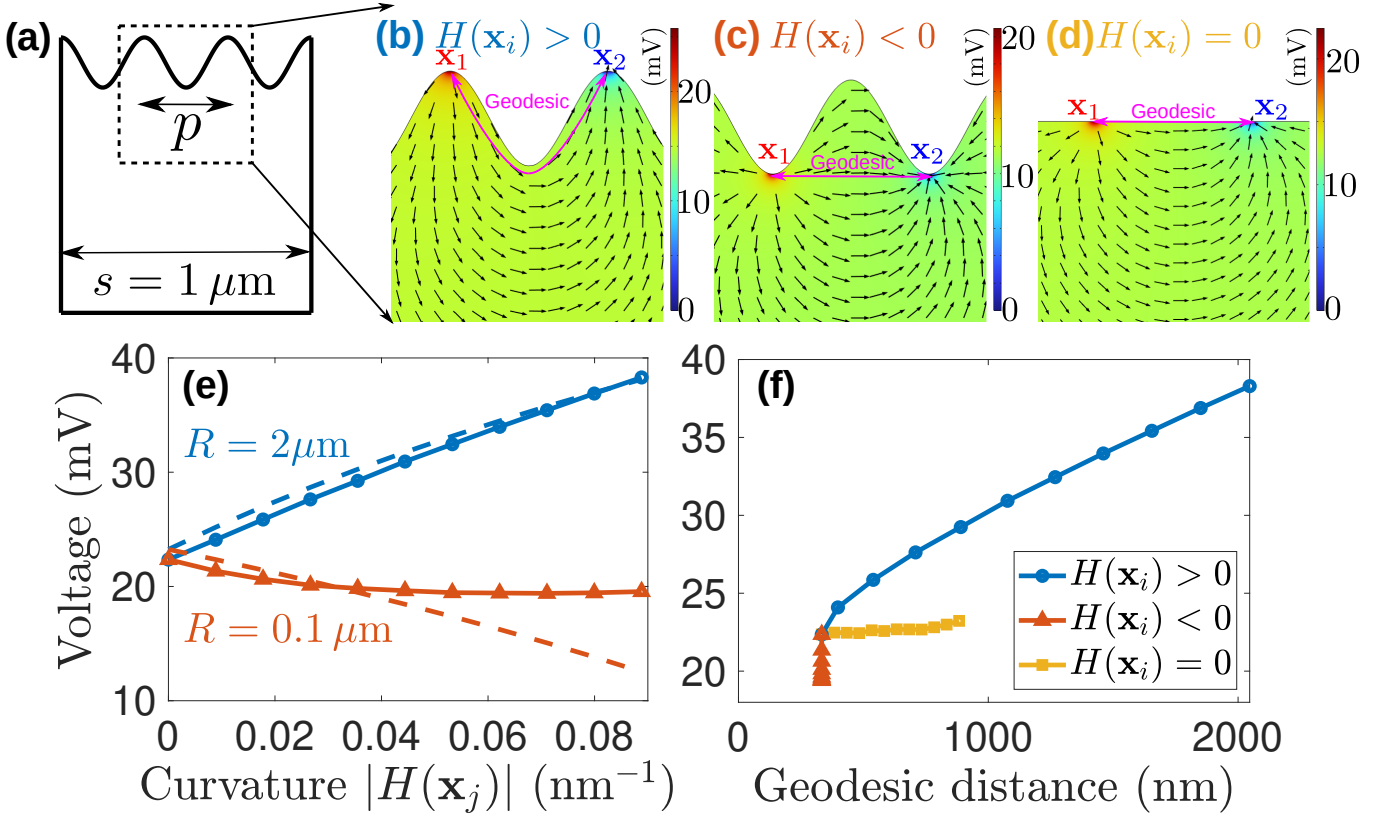 (a)
p
s = 1 μm
(b) H(x_i) > 0
x_1
x_2
Geodesic
(mV)
20
10
0
(c) H(x_i) < 0
x_1
x_2
Geodesic
(mV)
20
10
0
(d) H(x_i) = 0
x_1
x_2
Geodesic
(mV)
20
10
0
(e)
R = 2μm
R = 0.1 μm
Voltage (mV)
40
30
20
10
0
0.02
0.04
0.06
0.08
Curvature |H(x_j)| (nm⁻¹)
(f)
40
35
30
25
20
H(x_i) > 0
H(x_i) < 0
H(x_i) = 0
0
1000
2000
Geodesic distance (nm)